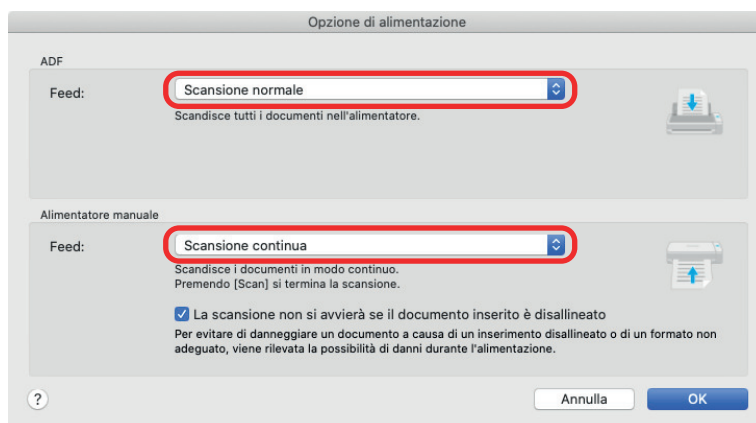 Opzione di alimentazione
ADF
Feed:
Scansione normale
Scandisce tutti i documenti nell'alimentatore.
Alimentatore manuale
Feed:
Scansione continua
Scandisce i documenti in modo continuo.
Premendo [Scan] si termina la scansione.
La scansione non si avvierà se il documento inserito è disallineato
Per evitare di danneggiare un documento a causa di un inserimento disallineato o di un formato non
adeguato, viene rilevata la possibilità di danni durante l'alimentazione.
?
Annulla
OK